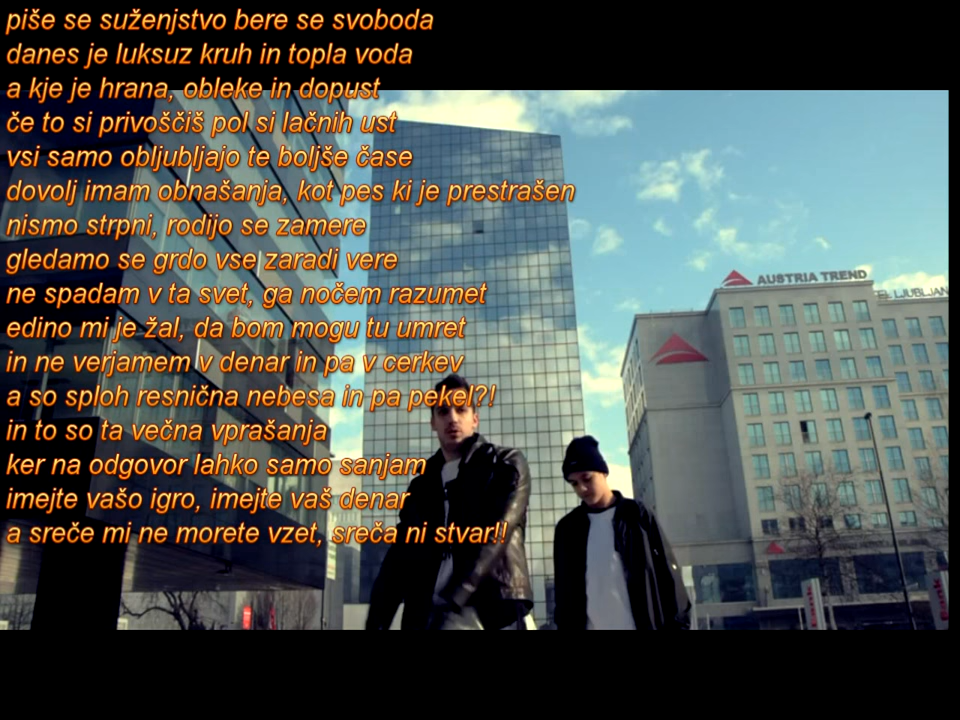 piše se suženjstvo bere se svoboda
danes je luksuz kruh in topla voda
a kje je hrana, obleke in dopust
če to si privoščiš pol si lačnih ust
vsi samo obljubljajo te boljše čase
dovolj imam obnašanja, kot pes ki je prestrašen
nismo strpni, rodijo se zamere
gledamo se grdo vse zaradi vere
ne spadam v ta svet, ga nočem razumet
edino mi je žal, da bom mogu tu umret
in ne verjamem v denar in pa v cerkev
a so sploh resnična nebesa in pa pekel?!
in to so ta večna vprašanja
ker na odgovor lahko samo sanjam
imejte vašo igro, imejte vaš denar
a sreče mi ne morete vzet, sreča ni stvar!!
AUSTRIA TREND
LJUBLJAN